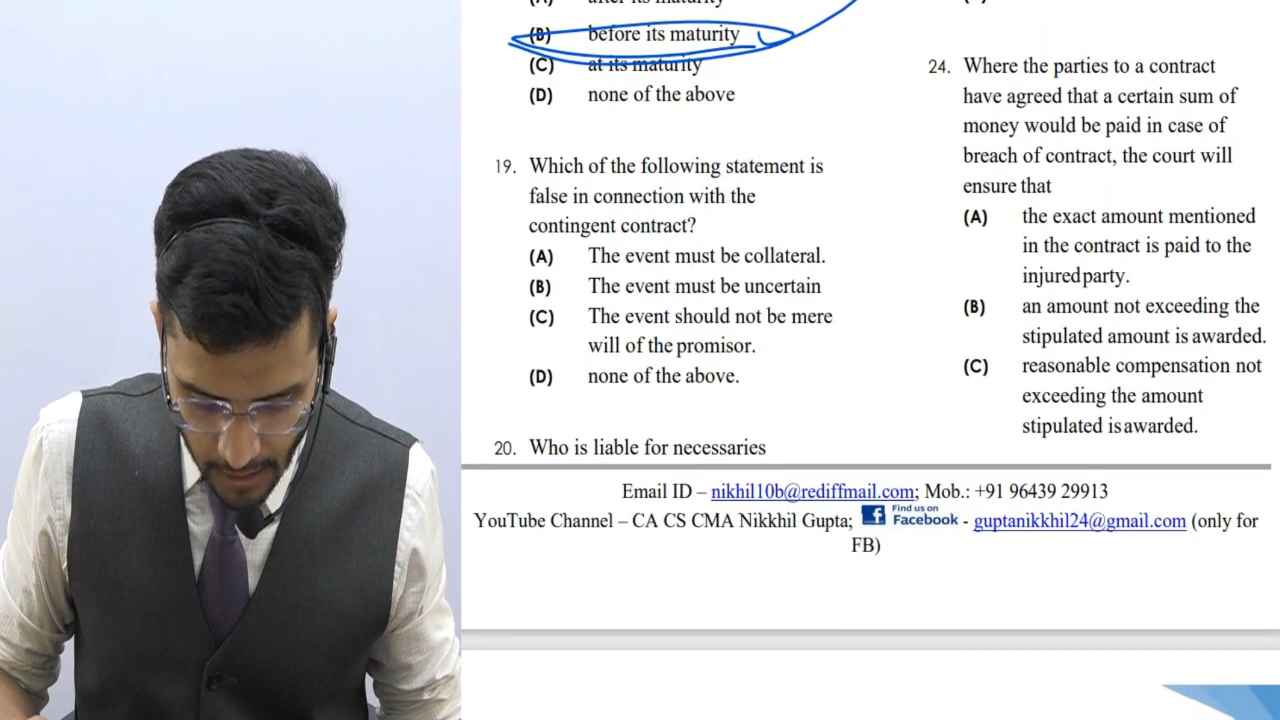 (A) after its maturity
(B) before its maturity
(C) at its maturity
(D) none of the above
19. Which of the following statement is
false in connection with the
contingent contract?
(A) The event must be collateral.
(B) The event must be uncertain
(C) The event should not be mere
will of the promisor.
(D) none of the above.
20. Who is liable for necessaries
24. Where the parties to a contract
have agreed that a certain sum of
money would be paid in case of
breach of contract, the court will
ensure that
(A) the exact amount mentioned
in the contract is paid to the
injured party.
(B) an amount not exceeding the
stipulated amount is awarded.
(C) reasonable compensation not
exceeding the amount
stipulated is awarded.
Email ID – nikhil10b@rediffmail.com; Mob.: +91 96439 29913
YouTube Channel – CA CS CMA Nikkhil Gupta; Find us on Facebook - guptanikkhil24@gmail.com (only for
FB)